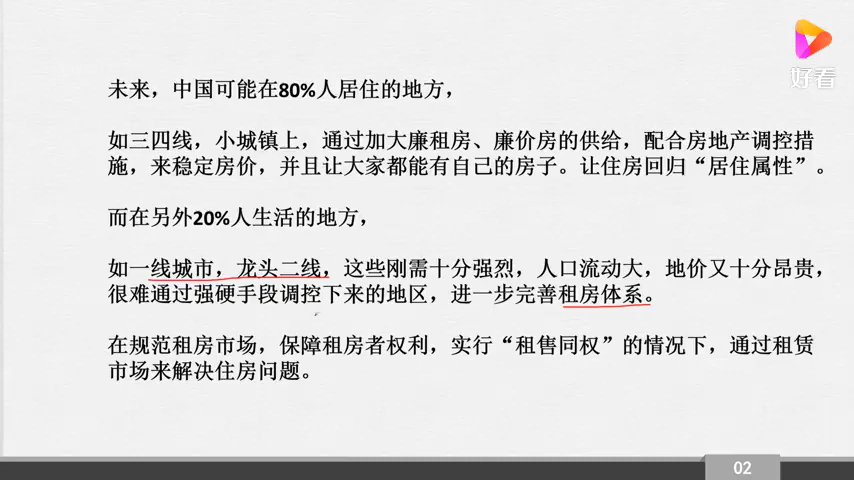 好看
未来，中国可能在80%人居住的地方，
如三四线，小城镇上，通过加大廉租房、廉价房的供给，配合房地产调控措
施，来稳定房价，并且让大家都能有自己的房子。让住房回归“居住属性”。
而在另外20%人生活的地方，
如一线城市，龙头二线，这些刚需十分强烈，人口流动大，地价又十分昂贵，
很难通过强硬手段调控下来的地区，进一步完善租房体系。
在规范租房市场，保障租房者权利，实行“租售同权”的情况下，通过租赁
市场来解决住房问题。
02